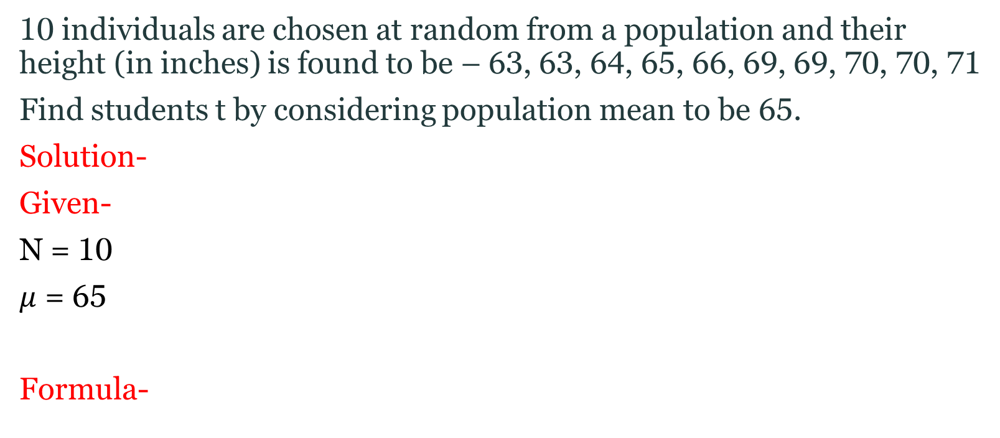 10 individuals are chosen at random from a population and their
height (in inches) is found to be – 63, 63, 64, 65, 66, 69, 69, 70, 70, 71
Find students t by considering population mean to be 65.
Solution-
Given-
N = 10
μ = 65
Formula-